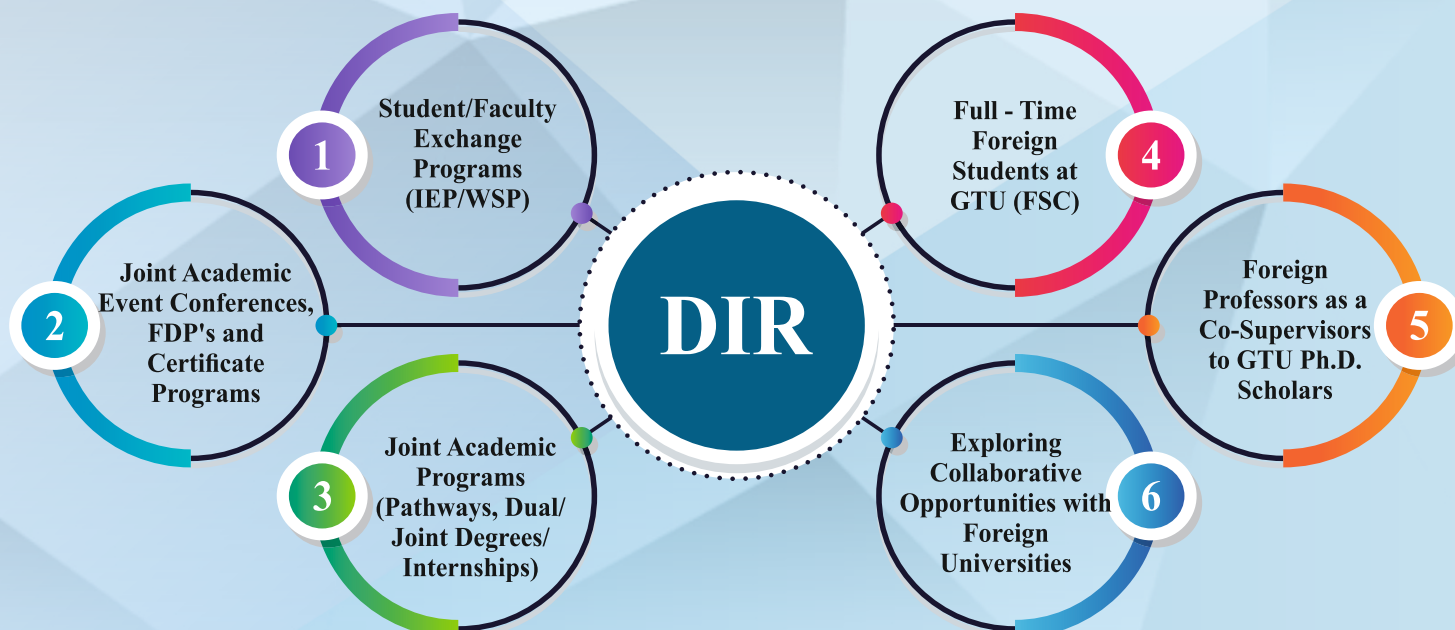 1
Student/Faculty
Exchange
Programs
(IEP/WSP)
2
Joint Academic
Event Conferences,
FDP's and
Certificate
Programs
3
Joint Academic
Programs
(Pathways, Dual/
Joint Degrees/
Internships)
DIR
4
Full - Time
Foreign
Students at
GTU (FSC)
5
Foreign
Professors as a
Co-Supervisors
to GTU Ph.D.
Scholars
6
Exploring
Collaborative
Opportunities with
Foreign
Universities